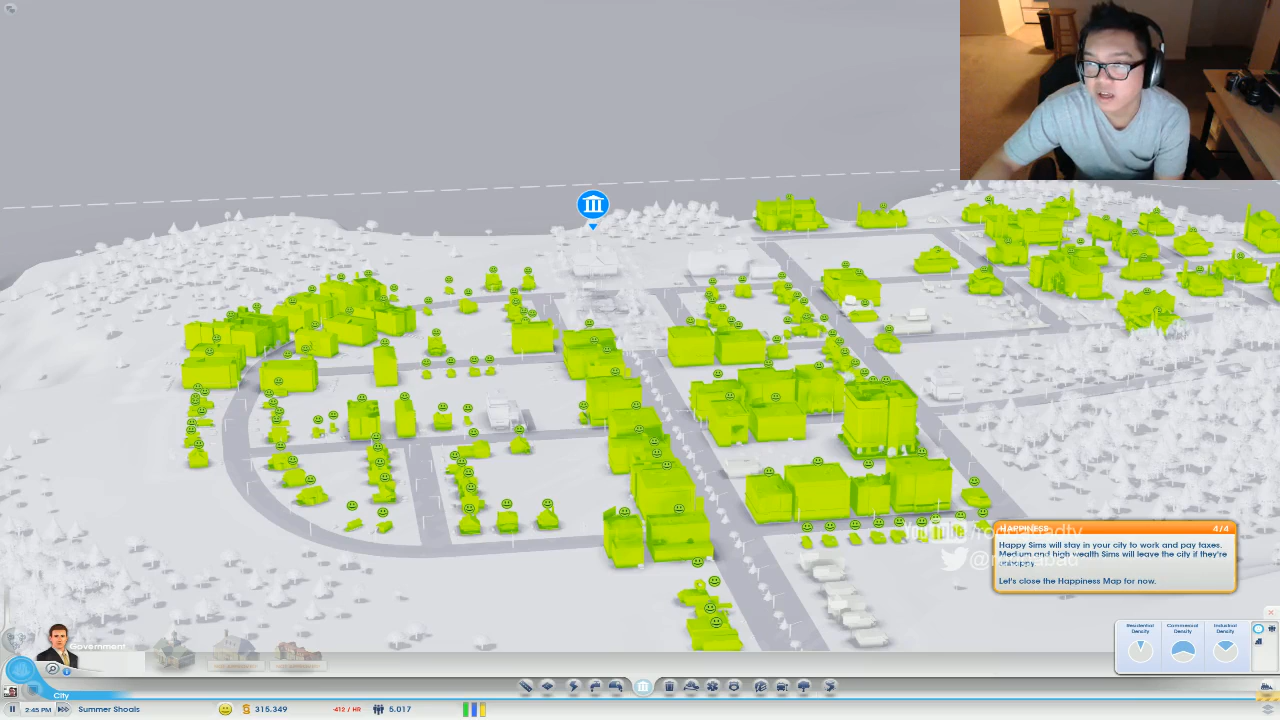 YouTube
HAPPINESS 4/4
Happy Sims will stay in your city to work and pay taxes.
Medium and high wealth Sims will leave the city if they're
unhappy.
Let's close the Happiness Map for now.
Residential Density
Commercial Density
Industrial Density
Government
City
2:45 PM
Summer Shoals
315,349
-412 / HR
5,017